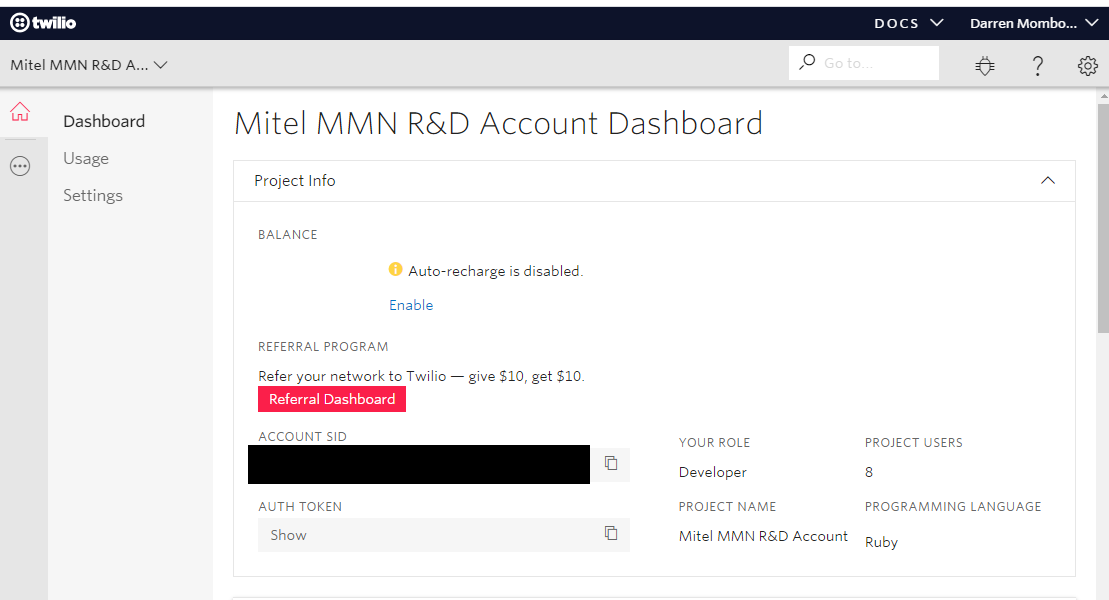 twilio
DOCS
Darren Mombo...
Mitel MMN R&D A...
Go to...
Dashboard
Usage
Settings
Mitel MMN R&D Account Dashboard
Project Info
BALANCE
Auto-recharge is disabled.
Enable
REFERRAL PROGRAM
Refer your network to Twilio — give $10, get $10.
Referral Dashboard
ACCOUNT SID
YOUR ROLE
PROJECT USERS
Developer
8
AUTH TOKEN
PROJECT NAME
PROGRAMMING LANGUAGE
Show
Mitel MMN R&D Account
Ruby